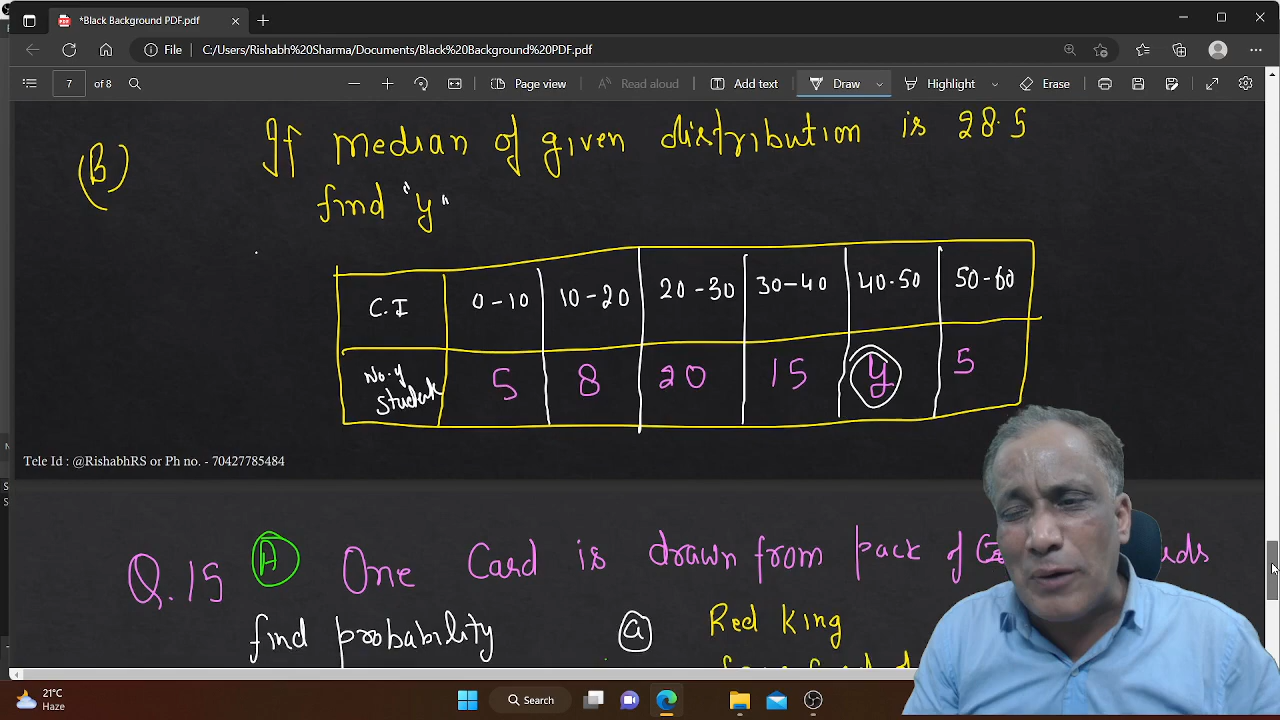 *Black Background PDF.pdf
File C:/Users/Rishabh%20Sharma/Documents/Black%20Background%20PDF.pdf
7 of 8 Page view Read aloud Add text Draw Highlight Erase
(B) If median of given distribution is 28.5
find "y"
C.I 0-10 10-20 20-30 30-40 40-50 50-60
No. of student 5 8 20 15 y 5
Tele Id : @RishabhRS or Ph no. - 70427785484
Q.15 A One Card is drawn from pack of
find probability a Red king
21°C
Haze
Search